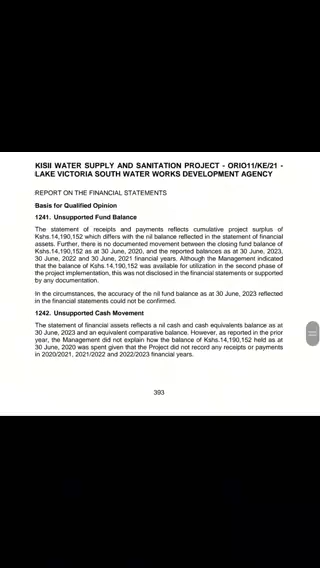 KISII WATER SUPPLY AND SANITATION PROJECT - ORIO11/KE/21 -
LAKE VICTORIA SOUTH WATER WORKS DEVELOPMENT AGENCY
REPORT ON THE FINANCIAL STATEMENTS
Basis for Qualified Opinion
1241. Unsupported Fund Balance
The statement of receipts and payments reflects cumulative project surplus of
Kshs.14,190,152 which differs with the nil balance reflected in the statement of financial
assets. Further, there is no documented movement between the closing fund balance of
Kshs.14,190,152 as at 30 June, 2020, and the reported balances as at 30 June, 2023,
30 June, 2022 and 30 June, 2021 financial years. Although the Management indicated
that the balance of Kshs.14,190,152 was available for utilization in the second phase of
the project implementation, this was not disclosed in the financial statements or supported
by any documentation.
In the circumstances, the accuracy of the nil fund balance as at 30 June, 2023 reflected
in the financial statements could not be confirmed.
1242. Unsupported Cash Movement
The statement of financial assets reflects a nil cash and cash equivalents balance as at
30 June, 2023 and an equivalent comparative balance. However, as reported in the prior
year, the Management did not explain how the balance of Kshs.14,190,152 held as at
30 June, 2020 was spent given that the Project did not record any receipts or payments
in 2020/2021, 2021/2022 and 2022/2023 financial years.
393